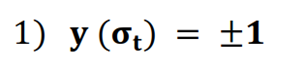 1) y (σₜ) = ±1